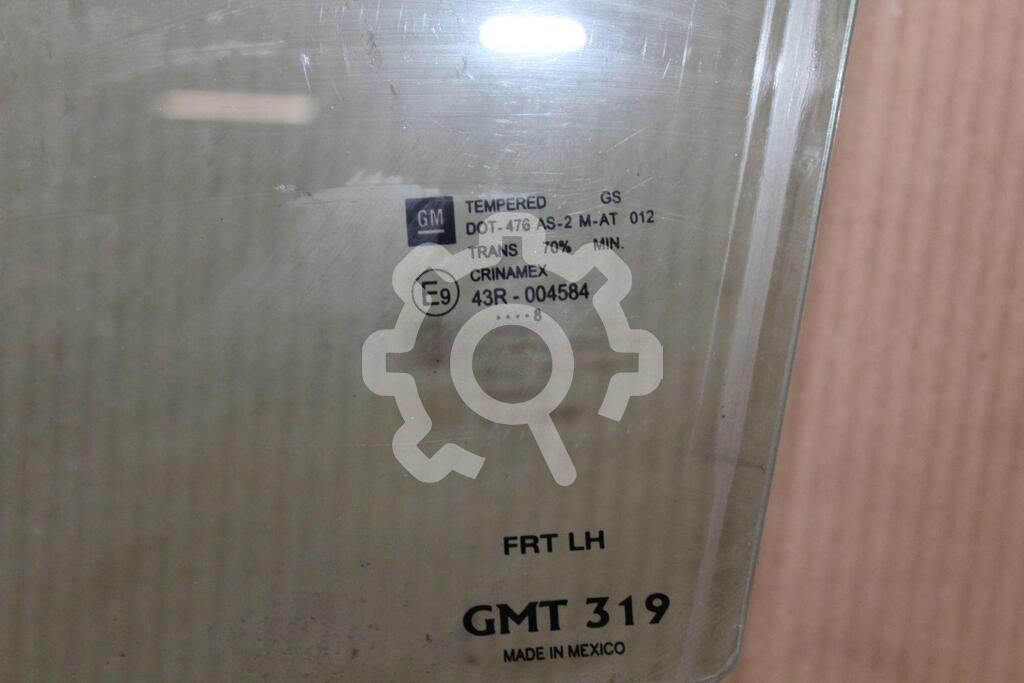 GM
TEMPERED GS
DOT-476 AS-2 M-AT 012
TRANS 70% MIN.
CRINAMEX
E9 43R - 004584
....8
FRT LH
GMT 319
MADE IN MEXICO